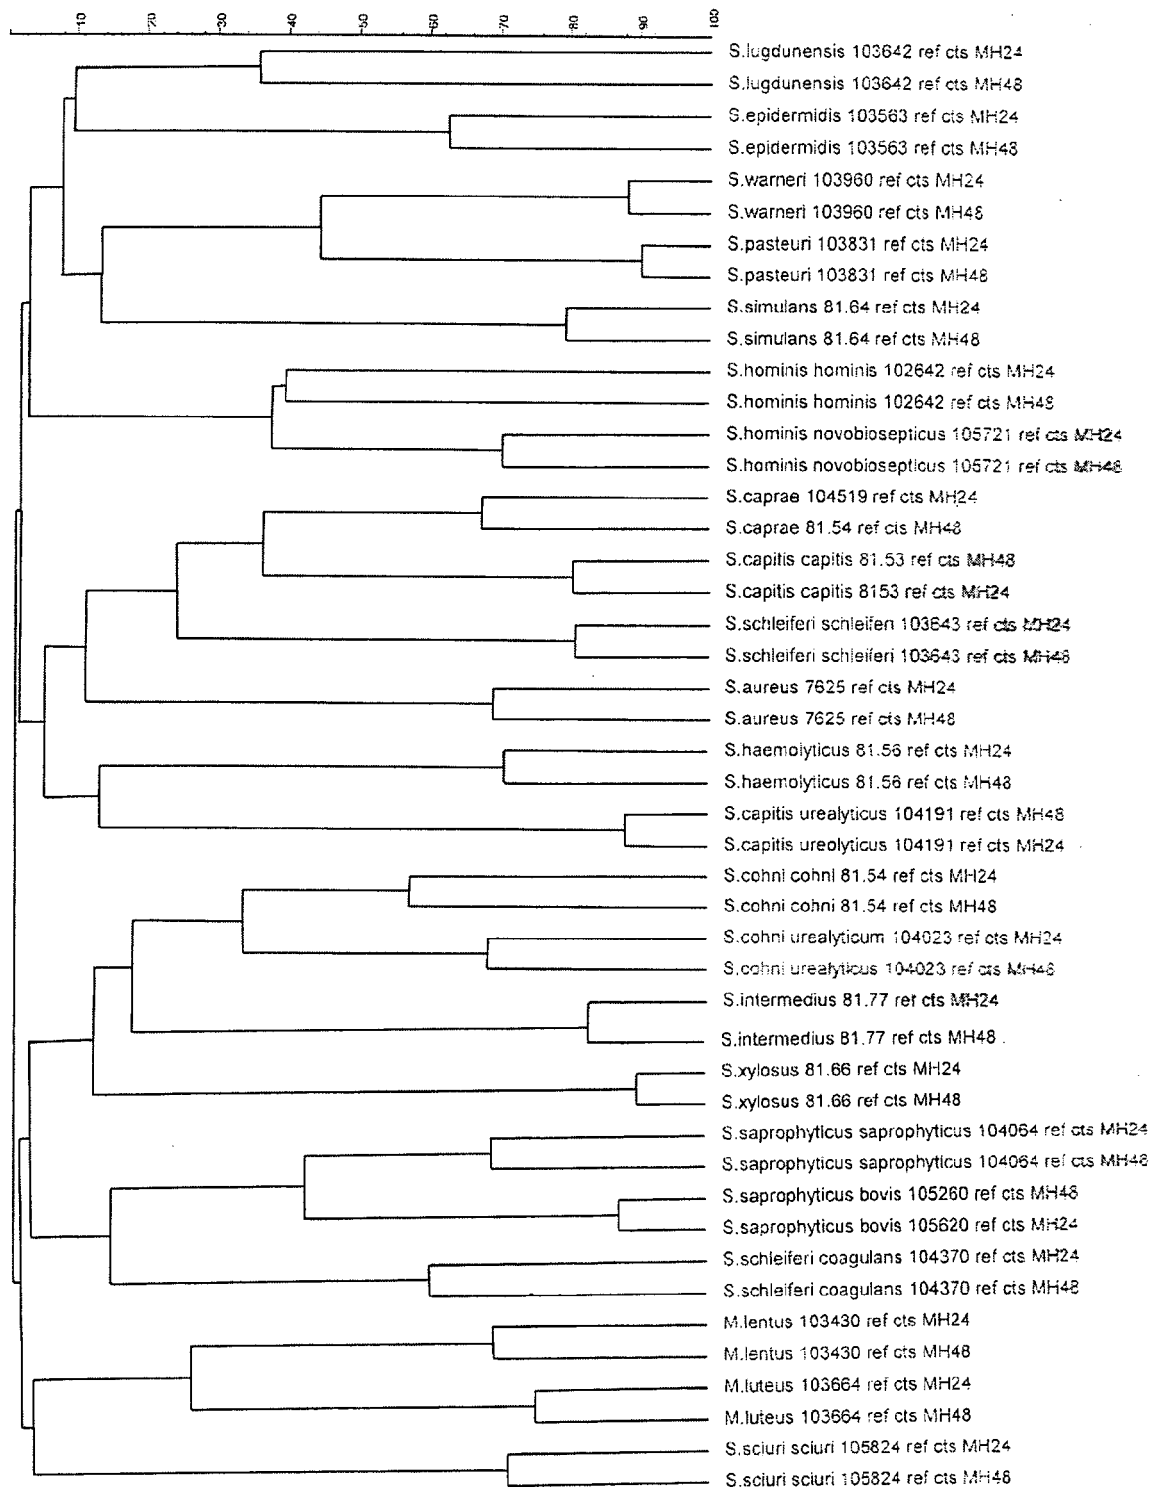 10 20 30 40 50 60 70 80 90 100
S.lugdunensis 103642 ref cts MH24
S.lugdunensis 103642 ref cts MH48
S.epidermidis 103563 ref cts MH24
S.epidermidis 103563 ref cts MH48
S.warneri 103960 ref cts MH24
S.warneri 103960 ref cts MH48
S.pasteuri 103831 ref cts MH24
S.pasteuri 103831 ref cts MH48
S.simulans 81.64 ref cts MH24
S.simulans 81.64 ref cts MH48
S.hominis hominis 102642 ref cts MH24
S.hominis hominis 102642 ref cts MH48
S.hominis novobiosepticus 105721 ref cts MH24
S.hominis novobiosepticus 105721 ref cts MH48
S.caprae 104519 ref cts MH24
S.caprae 81.54 ref cts MH48
S.capitis capitis 81.53 ref cts MH48
S.capitis capitis 8153 ref cts MH24
S.schleiferi schleiferi 103643 ref cts MH24
S.schleiferi schleiferi 103643 ref cts MH48
S.aureus 7625 ref cts MH24
S.aureus 7625 ref cts MH48
S.haemolyticus 81.56 ref cts MH24
S.haemolyticus 81.56 ref cts MH48
S.capitis urealyticus 104191 ref cts MH48
S.capitis ureolyticus 104191 ref cts MH24
S.cohni cohni 81.54 ref cts MH24
S.cohni cohni 81.54 ref cts MH48
S.cohni urealyticum 104023 ref cts MH24
S.cohni urealyticus 104023 ref cts MH48
S.intermedius 81.77 ref cts MH24
S.intermedius 81.77 ref cts MH48
S.xylosus 81.66 ref cts MH24
S.xylosus 81.66 ref cts MH48
S.saprophyticus saprophyticus 104064 ref cts MH24
S.saprophyticus saprophyticus 104064 ref cts MH48
S.saprophyticus bovis 105260 ref cts MH48
S.saprophyticus bovis 105620 ref cts MH24
S.schleiferi coagulans 104370 ref cts MH24
S.schleiferi coagulans 104370 ref cts MH48
M.lentus 103430 ref cts MH24
M.lentus 103430 ref cts MH48
M.luteus 103664 ref cts MH24
M.luteus 103664 ref cts MH48
S.sciuri sciuri 105824 ref cts MH24
S.sciuri sciuri 105824 ref cts MH48